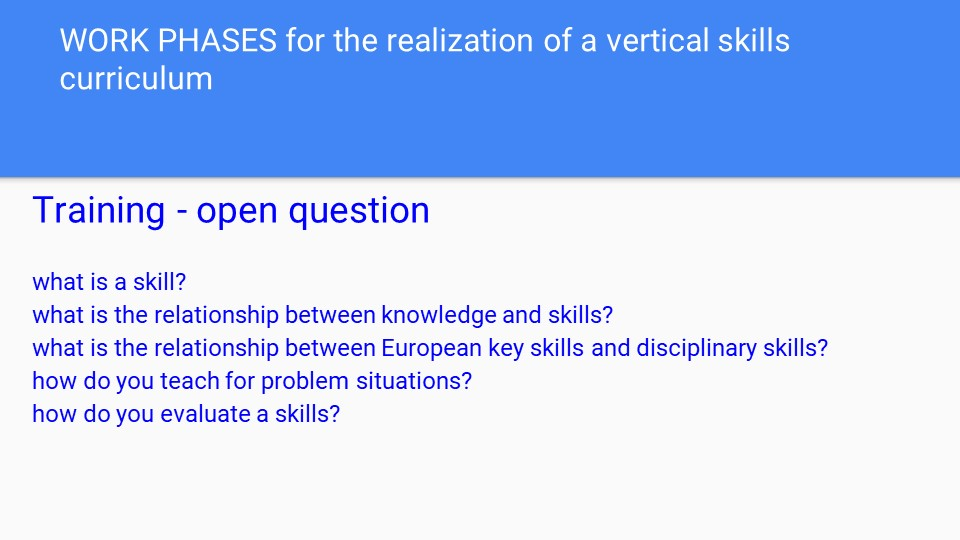 WORK PHASES for the realization of a vertical skills
curriculum
Training - open question
what is a skill?
what is the relationship between knowledge and skills?
what is the relationship between European key skills and disciplinary skills?
how do you teach for problem situations?
how do you evaluate a skills?